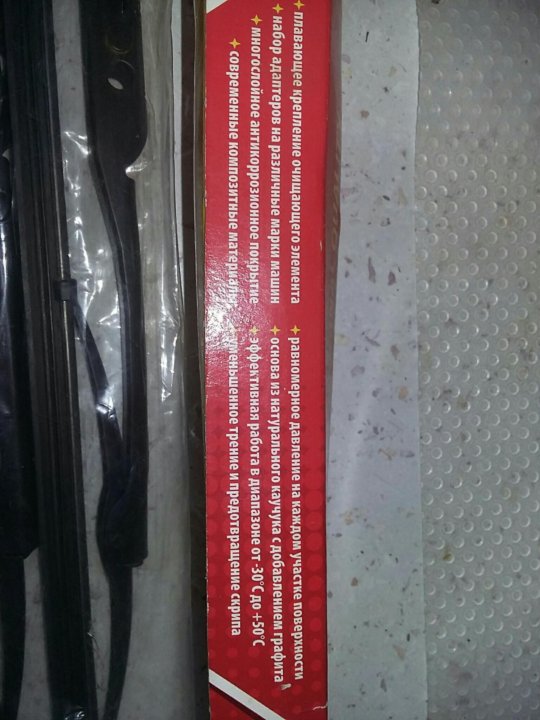 плавающее крепление очищающего элемента
набор адаптеров на различные марки машин
многослойное антикоррозионное покрытие
современные композитные материалы
равномерное давление на каждом участке поверхности
основа из натурального каучука с добавлением графита
эффективная работа в диапазоне от -30°С до +50°С
уменьшенное трение и предотвращение скрипа